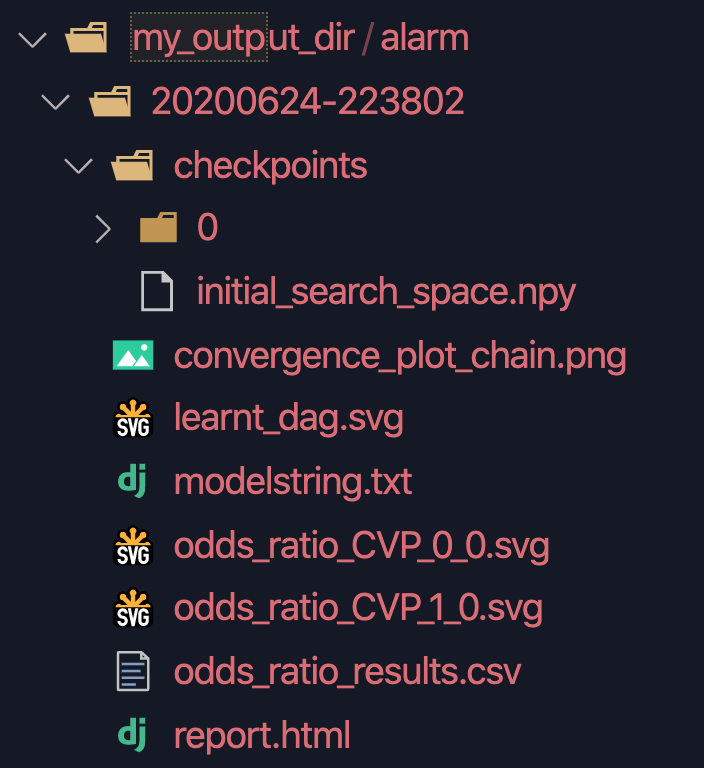 my_output_dir / alarm
20200624-223802
checkpoints
0
initial_search_space.npy
convergence_plot_chain.png
SVG learnt_dag.svg
dj modelstring.txt
SVG odds_ratio_CVP_0_0.svg
SVG odds_ratio_CVP_1_0.svg
odds_ratio_results.csv
dj report.html